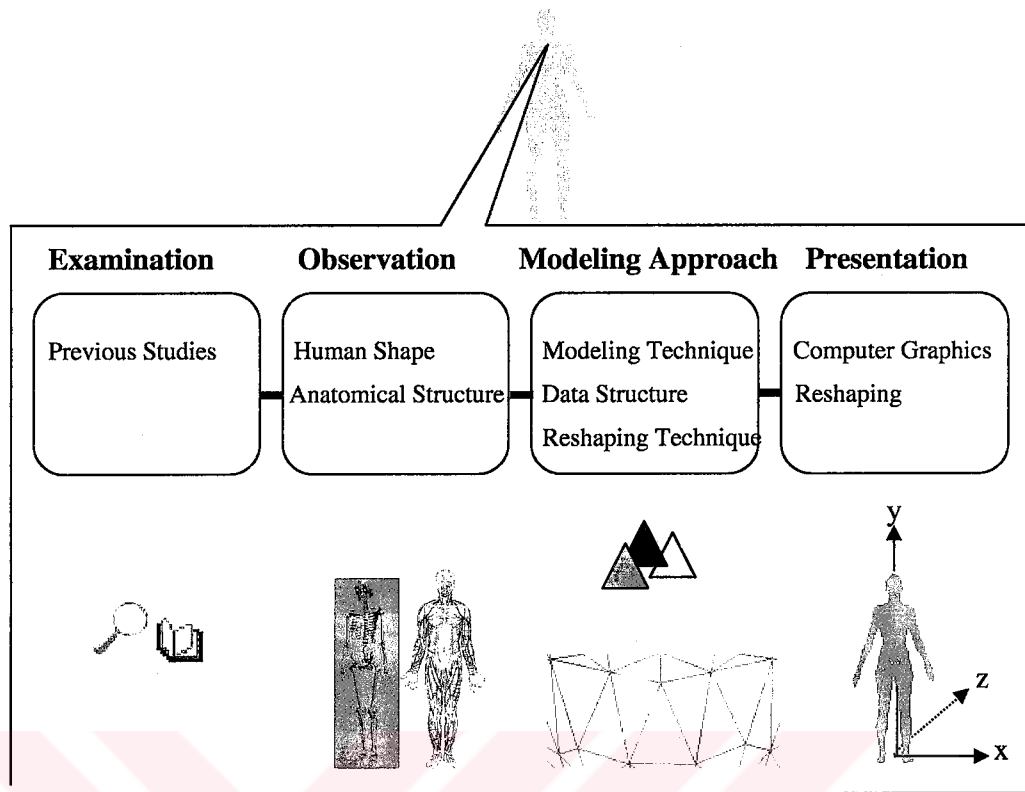 Examination
Observation
Modeling Approach
Presentation
Previous Studies
Human Shape
Anatomical Structure
Modeling Technique
Data Structure
Reshaping Technique
Computer Graphics
Reshaping
y
z
x